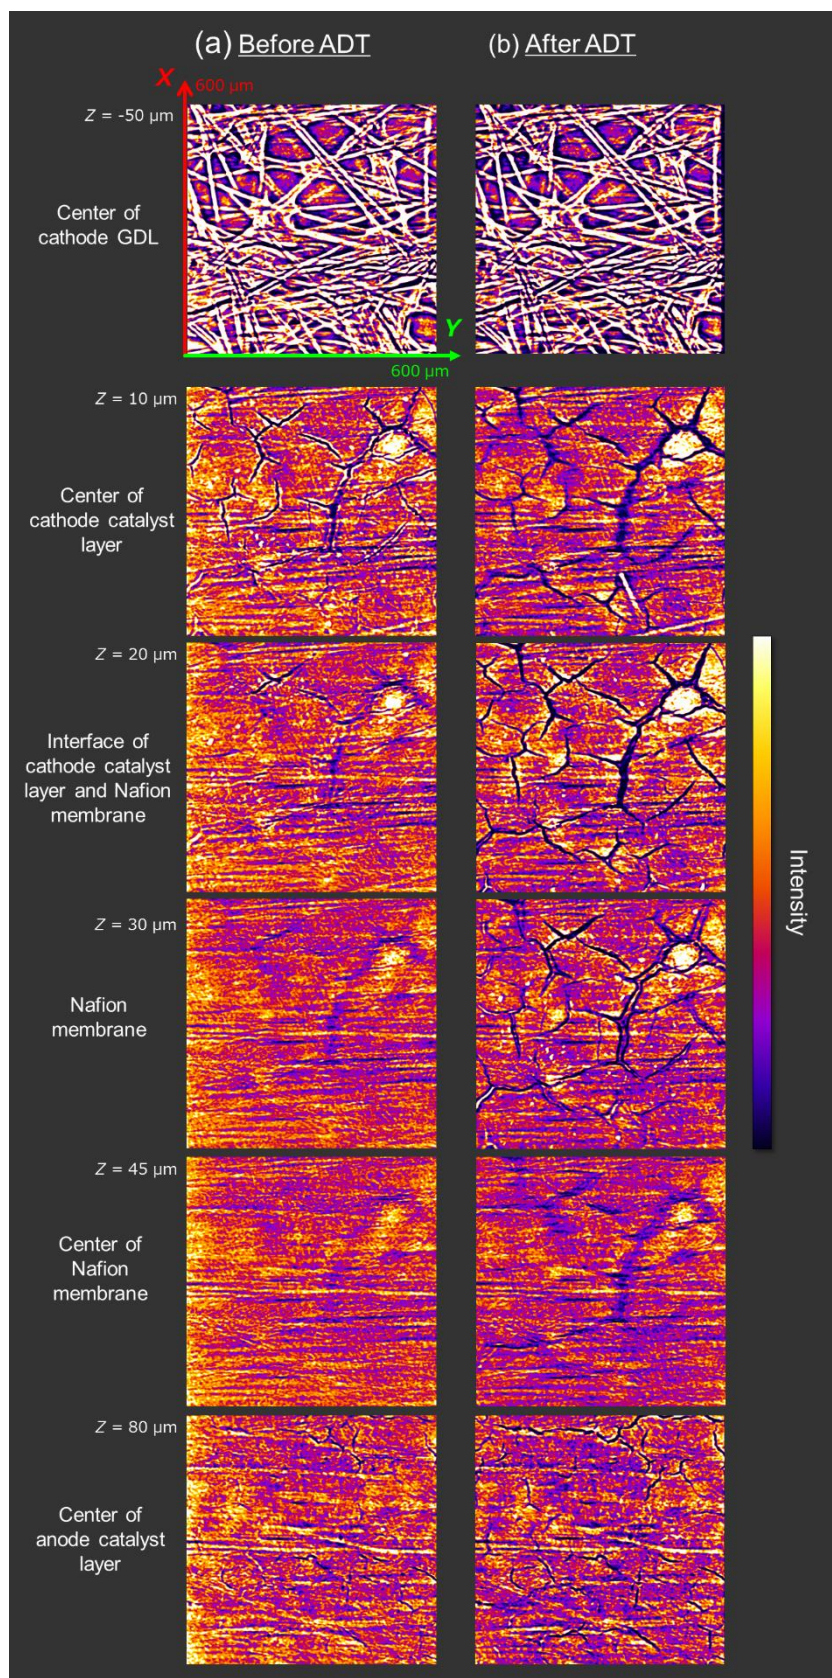 (a) Before ADT
(b) After ADT
X
600 μm
Z = -50 μm
Center of
cathode GDL
Y
600 μm
Z = 10 μm
Center of
cathode catalyst
layer
Z = 20 μm
Interface of
cathode catalyst
layer and Nafion
membrane
Z = 30 μm
Nafion
membrane
Intensity
Z = 45 μm
Center of
Nafion
membrane
Z = 80 μm
Center of
anode catalyst
layer